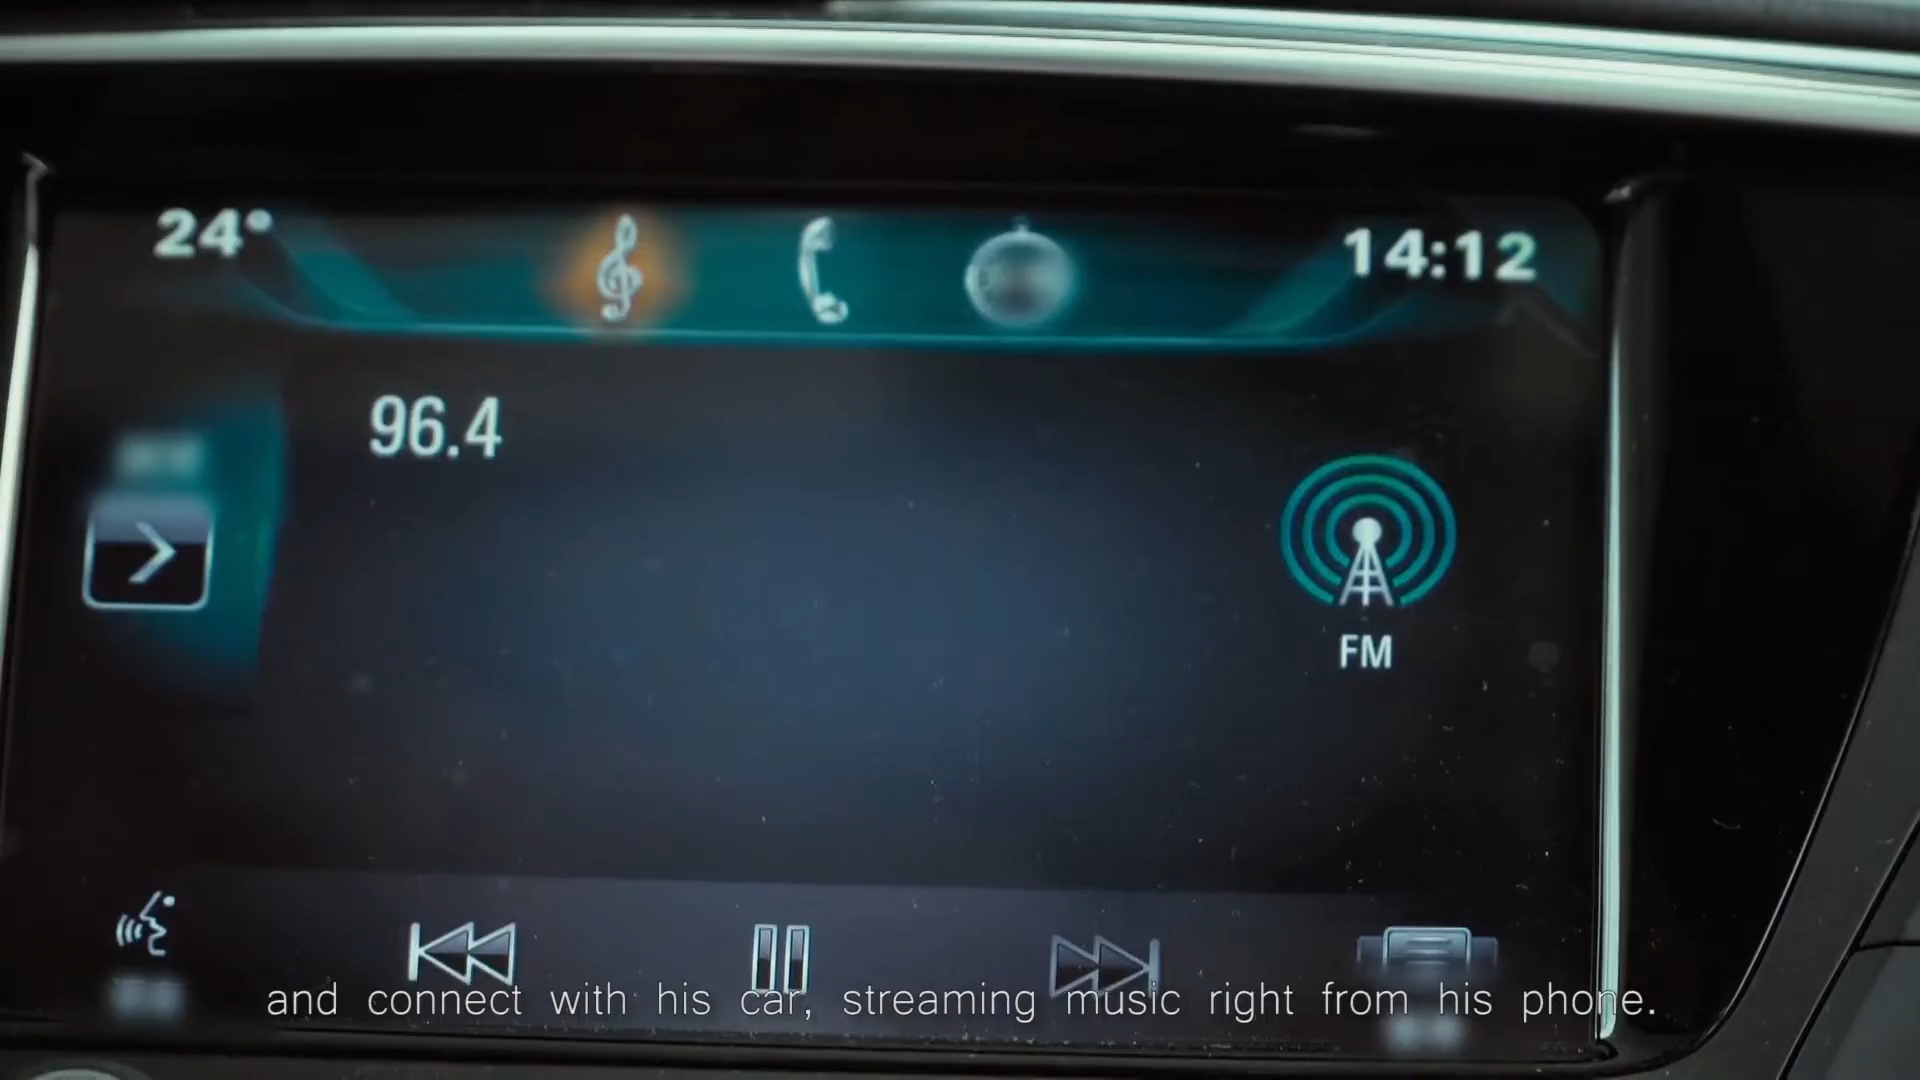 24°
14:12
96.4
FM
and connect with his car, streaming music right from his phone.